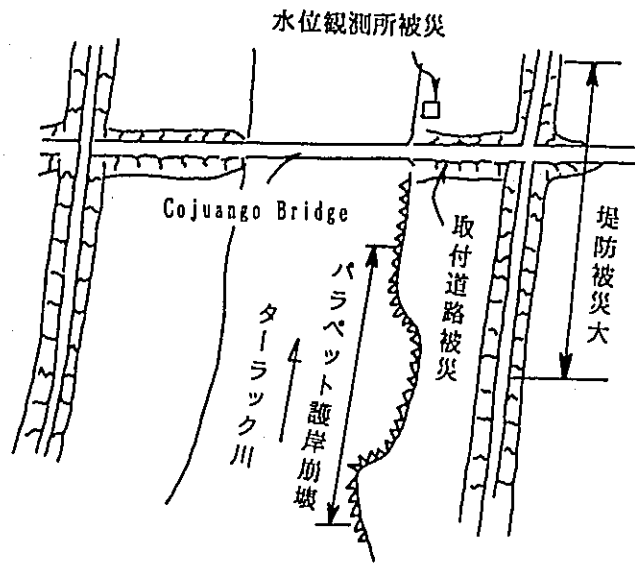 水位観測所被災
Cojuango Bridge
堤防被災大
取付道路被災
パラペット護岸崩壊
ターラック川